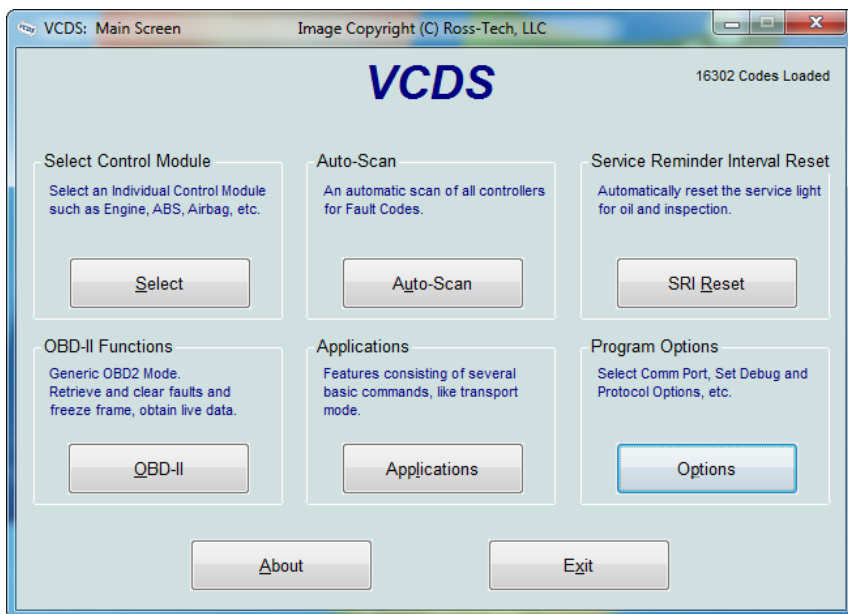 VCDS: Main Screen
Image Copyright (C) Ross-Tech, LLC
VCDS
16302 Codes Loaded
Select Control Module
Select an Individual Control Module
such as Engine, ABS, Airbag, etc.
Select
Auto-Scan
An automatic scan of all controllers
for Fault Codes.
Auto-Scan
Service Reminder Interval Reset
Automatically reset the service light
for oil and inspection.
SRI Reset
OBD-II Functions
Generic OBD2 Mode.
Retrieve and clear faults and
freeze frame, obtain live data.
OBD-II
Applications
Features consisting of several
basic commands, like transport
mode.
Applications
Program Options
Select Comm Port, Set Debug and
Protocol Options, etc.
Options
About
Exit